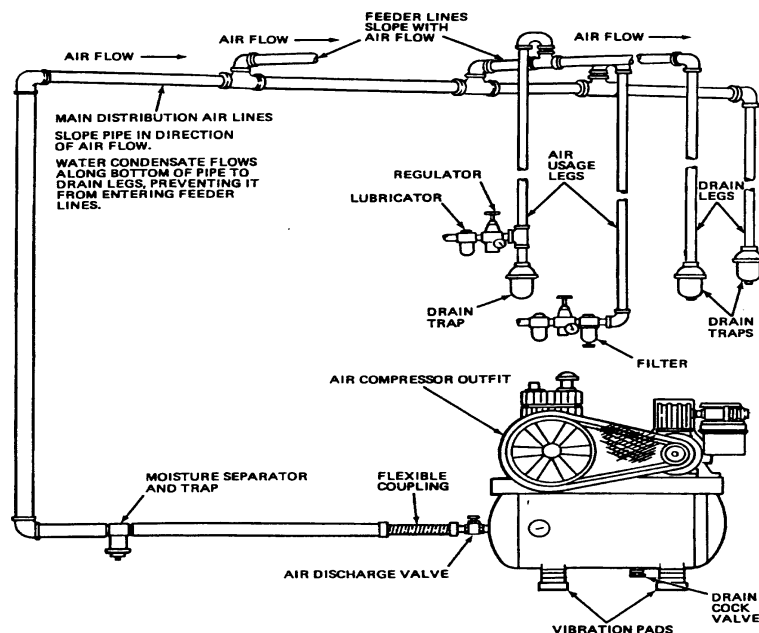 FEEDER LINES
SLOPE WITH
AIR FLOW
AIR FLOW
AIR FLOW
AIR FLOW
MAIN DISTRIBUTION AIR LINES
SLOPE PIPE IN DIRECTION
OF AIR FLOW.
WATER CONDENSATE FLOWS
ALONG BOTTOM OF PIPE TO
DRAIN LEGS, PREVENTING IT
FROM ENTERING FEEDER
LINES.
REGULATOR
LUBRICATOR
AIR
USAGE
LEGS
DRAIN
LEGS
DRAIN
TRAP
DRAIN
TRAPS
FILTER
AIR COMPRESSOR OUTFIT
MOISTURE SEPARATOR
AND TRAP
FLEXIBLE
COUPLING
AIR DISCHARGE VALVE
DRAIN
COCK
VALVE
VIBRATION PADS